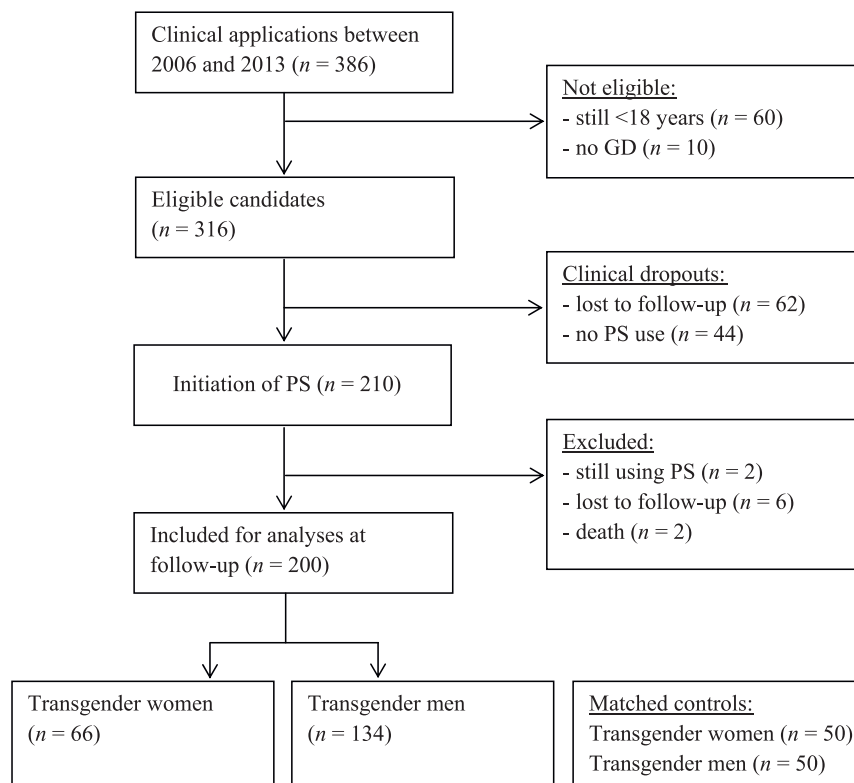 Clinical applications between
2006 and 2013 (n = 386)
Not eligible:
- still <18 years (n = 60)
- no GD (n = 10)
Eligible candidates
(n = 316)
Clinical dropouts:
- lost to follow-up (n = 62)
- no PS use (n = 44)
Initiation of PS (n = 210)
Excluded:
- still using PS (n = 2)
- lost to follow-up (n = 6)
- death (n = 2)
Included for analyses at
follow-up (n = 200)
Transgender women
(n = 66)
Transgender men
(n = 134)
Matched controls:
Transgender women (n = 50)
Transgender men (n = 50)